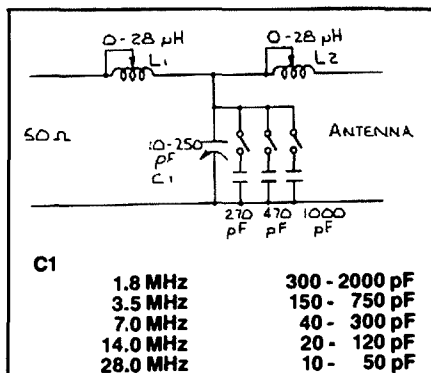 0-28 µH
0-28 µH
L1
L2
50Ω
10-250
pF
C1
ANTENNA
270
pF
470
pF
1000
pF
C1
1.8 MHz 300 - 2000 pF
3.5 MHz 150 - 750 pF
7.0 MHz 40 - 300 pF
14.0 MHz 20 - 120 pF
28.0 MHz 10 - 50 pF